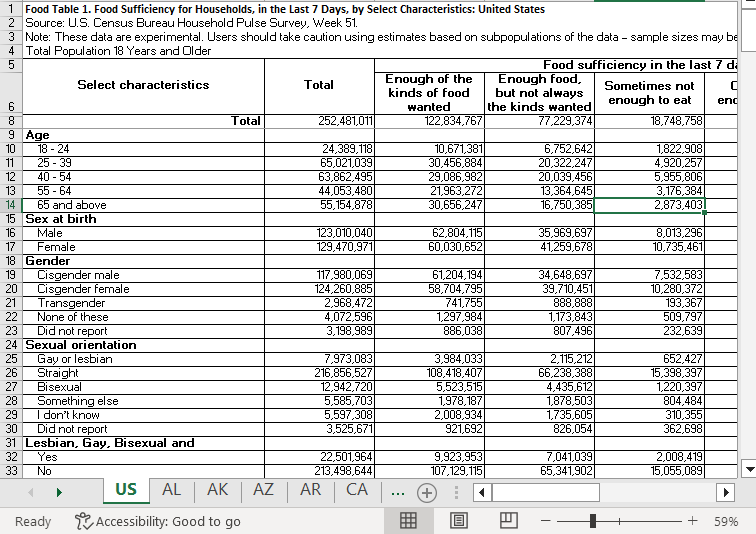 1 Food Table 1. Food Sufficiency for Households, in the Last 7 Days, by Select Characteristics: United States
2 Source: U.S. Census Bureau Household Pulse Survey, Week 51.
3 Note: These data are experimental. Users should take caution using estimates based on subpopulations of the data – sample sizes may be
4 Total Population 18 Years and Older
5 Food sufficiency in the last 7
Select characteristics Total Enough of the kinds of food wanted Enough food, but not always the kinds wanted Sometimes not enough to eat
6
8 Total 252,481,011 122,834,767 77,229,374 18,748,758
9 Age
10 18 - 24 24,389,118 10,671,381 6,752,642 1,822,908
11 25 - 39 65,021,039 30,456,884 20,322,247 4,920,257
12 40 - 54 63,862,495 29,086,982 20,039,456 5,955,806
13 55 - 64 44,053,480 21,963,272 13,364,645 3,176,384
14 65 and above 55,154,878 30,656,247 16,750,385 2,873,403
15 Sex at birth
16 Male 123,010,040 62,804,115 35,969,697 8,013,296
17 Female 129,470,971 60,030,652 41,259,678 10,735,461
18 Gender
19 Cisgender male 117,980,069 61,204,194 34,648,697 7,532,583
20 Cisgender female 124,260,885 58,704,795 39,710,451 10,280,372
21 Transgender 2,968,472 741,755 888,888 193,367
22 None of these 4,072,596 1,297,984 1,173,843 509,797
23 Did not report 3,198,989 886,038 807,496 232,639
24 Sexual orientation
25 Gay or lesbian 7,973,083 3,984,033 2,115,212 652,427
26 Straight 216,856,527 108,418,407 66,238,388 15,398,397
27 Bisexual 12,942,720 5,523,515 4,435,612 1,220,397
28 Something else 5,585,703 1,978,187 1,878,503 804,484
29 I don't know 5,597,308 2,008,934 1,735,605 310,355
30 Did not report 3,525,671 921,692 826,054 362,698
31 Lesbian, Gay, Bisexual and
32 Yes 22,501,964 9,923,953 7,041,039 2,008,419
33 No 213,498,644 107,129,115 65,341,902 15,055,089
US AL AK AZ AR CA ...
Ready Accessibility: Good to go 59%